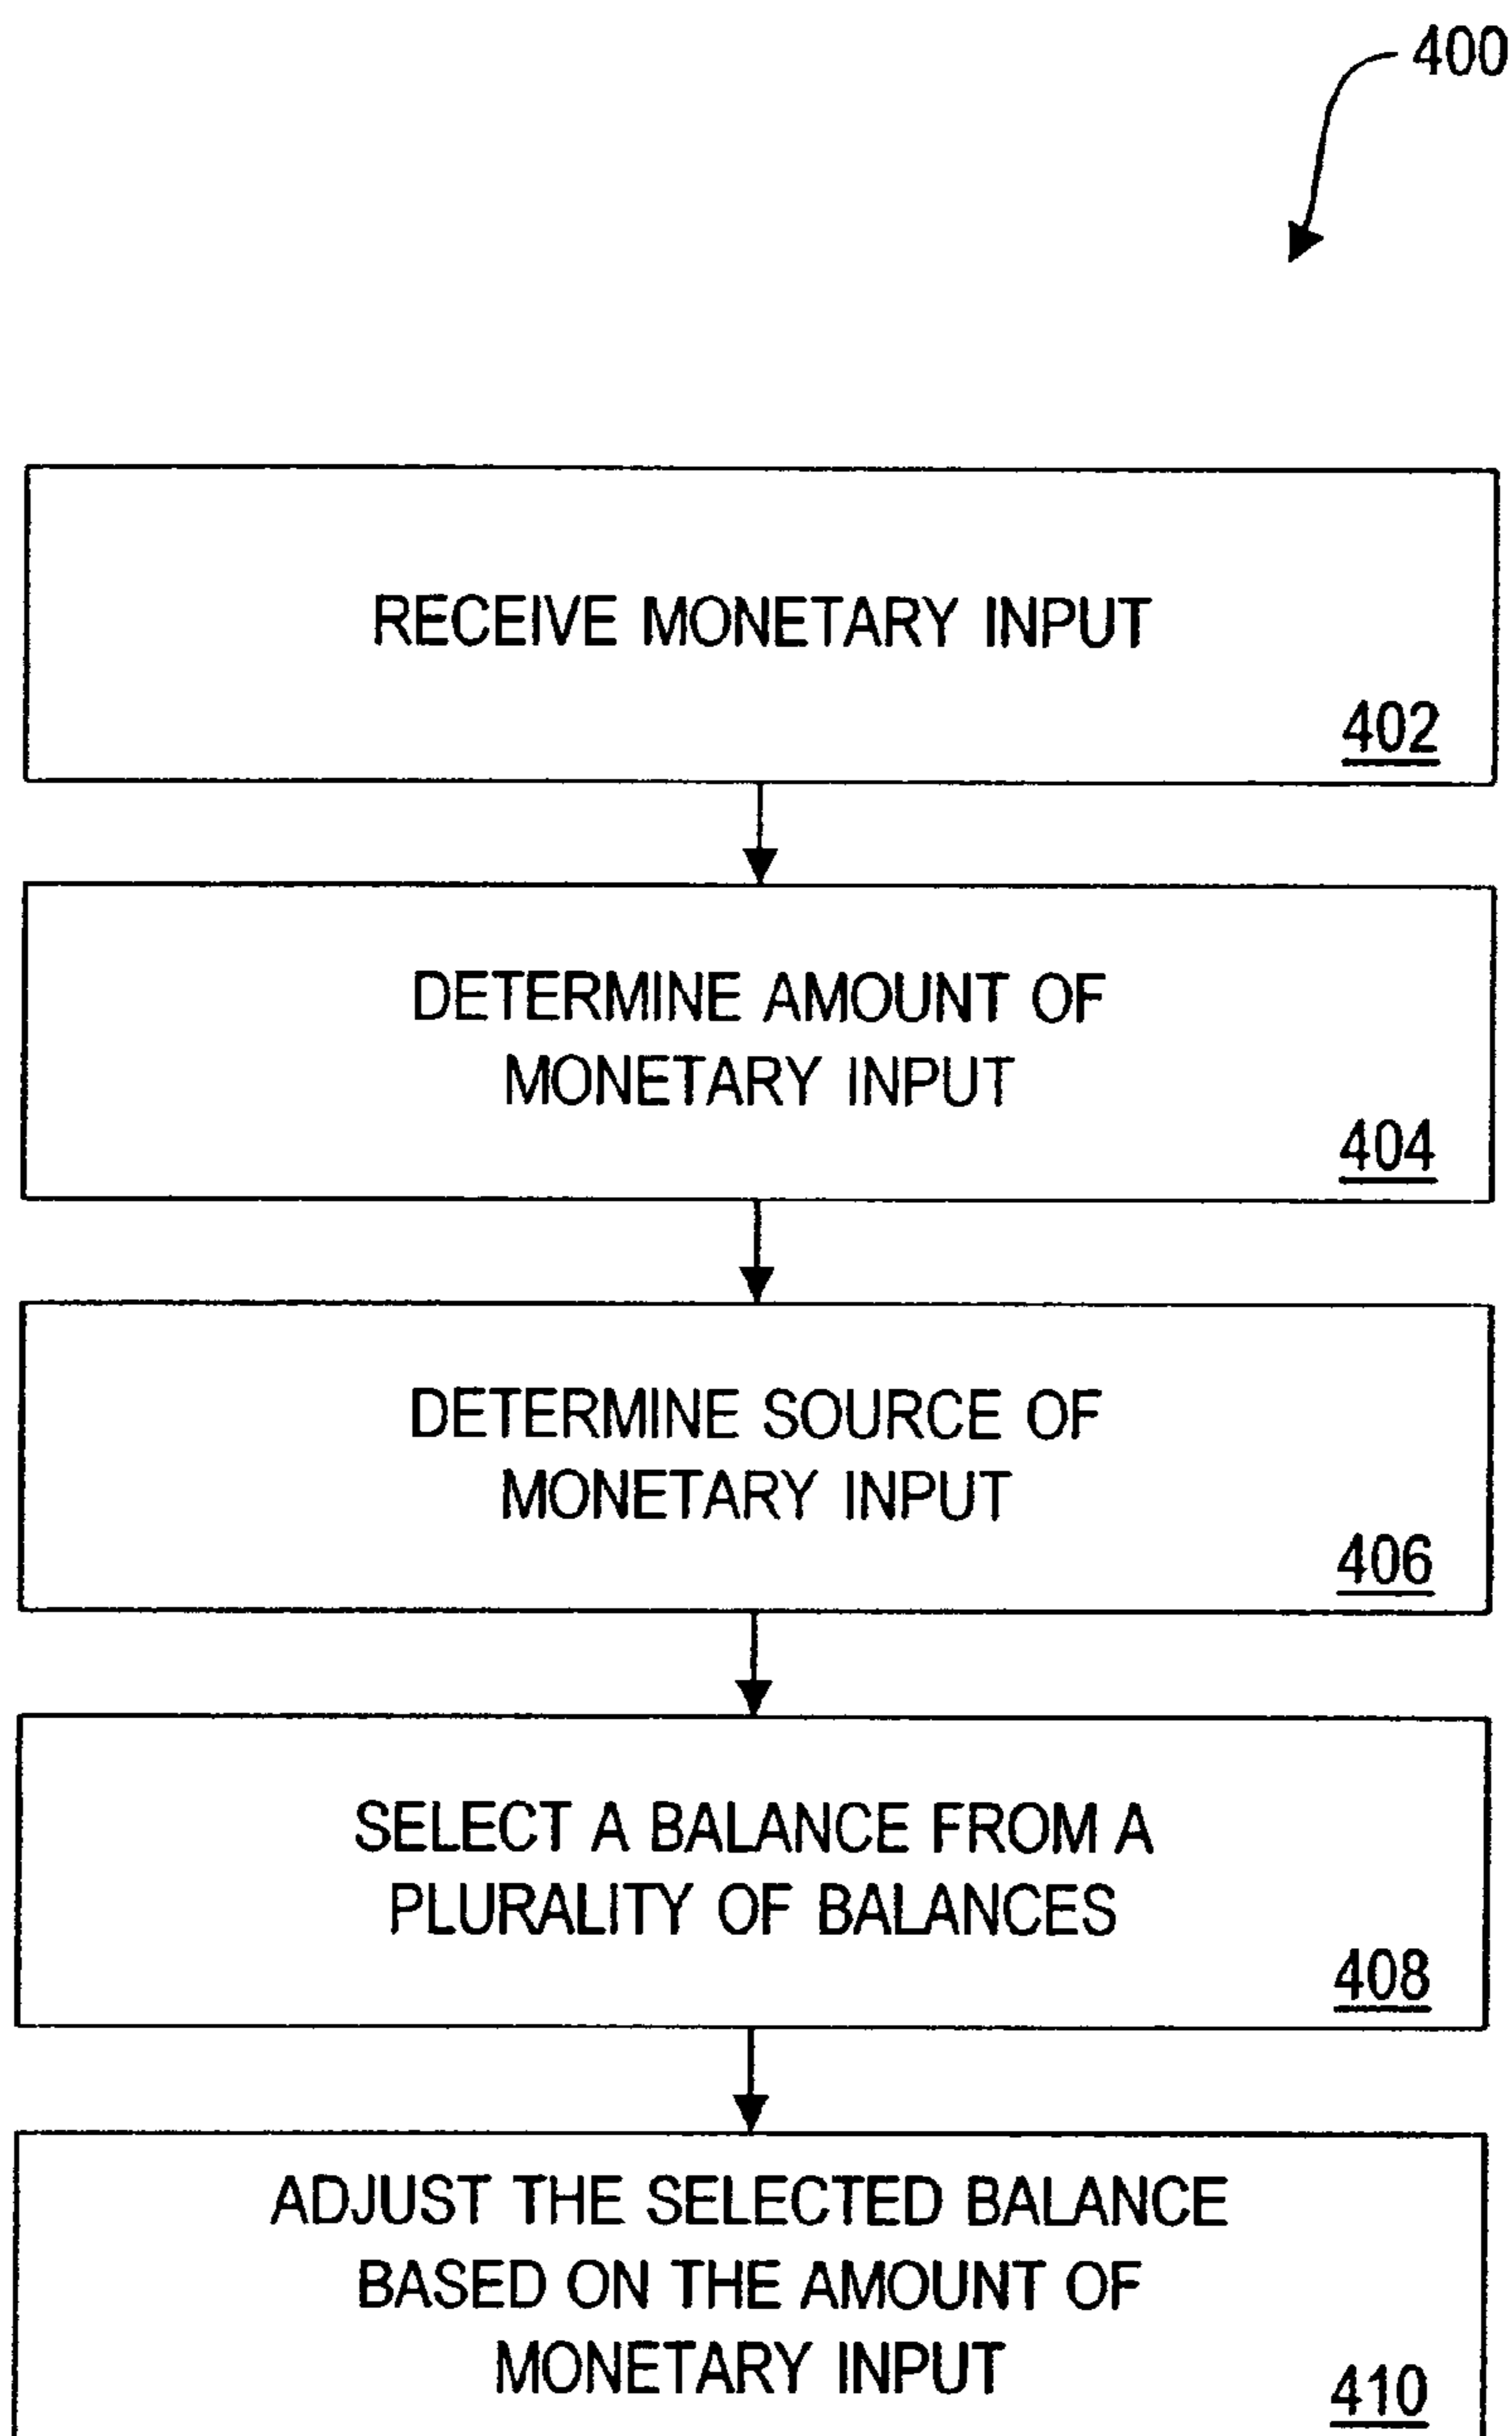 400
RECEIVE MONETARY INPUT
402
DETERMINE AMOUNT OF
MONETARY INPUT
404
DETERMINE SOURCE OF
MONETARY INPUT
406
SELECT A BALANCE FROM A
PLURALITY OF BALANCES
408
ADJUST THE SELECTED BALANCE
BASED ON THE AMOUNT OF
MONETARY INPUT
410